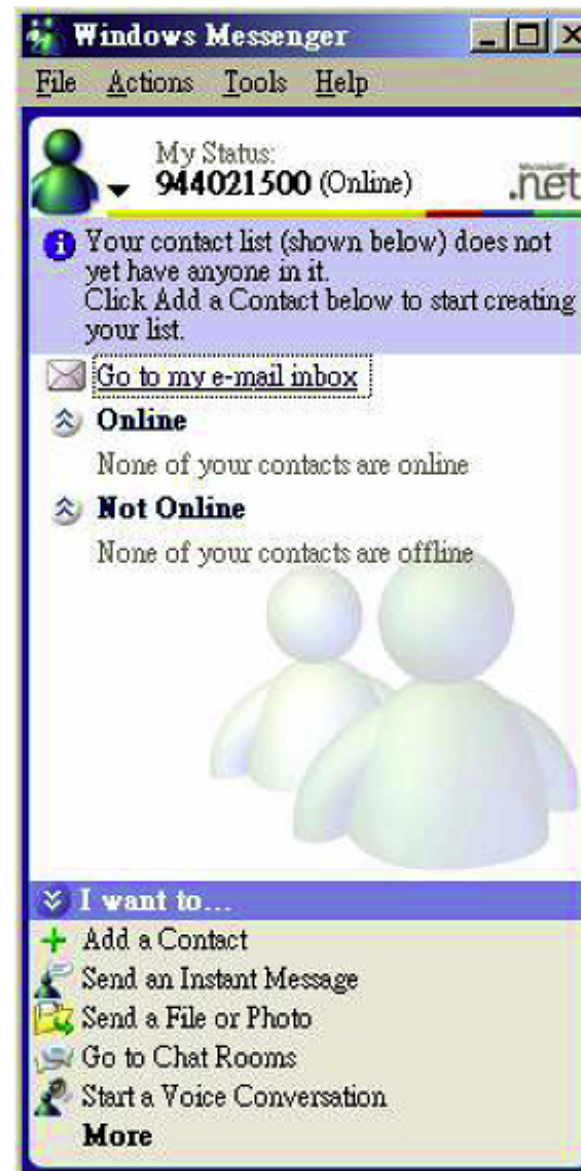 Windows Messenger
File Actions Tools Help
My Status:
944021500 (Online)
Microsoft
.net
Your contact list (shown below) does not
yet have anyone in it.
Click Add a Contact below to start creating
your list.
Go to my e-mail inbox
Online
None of your contacts are online
Not Online
None of your contacts are offline
I want to...
Add a Contact
Send an Instant Message
Send a File or Photo
Go to Chat Rooms
Start a Voice Conversation
More